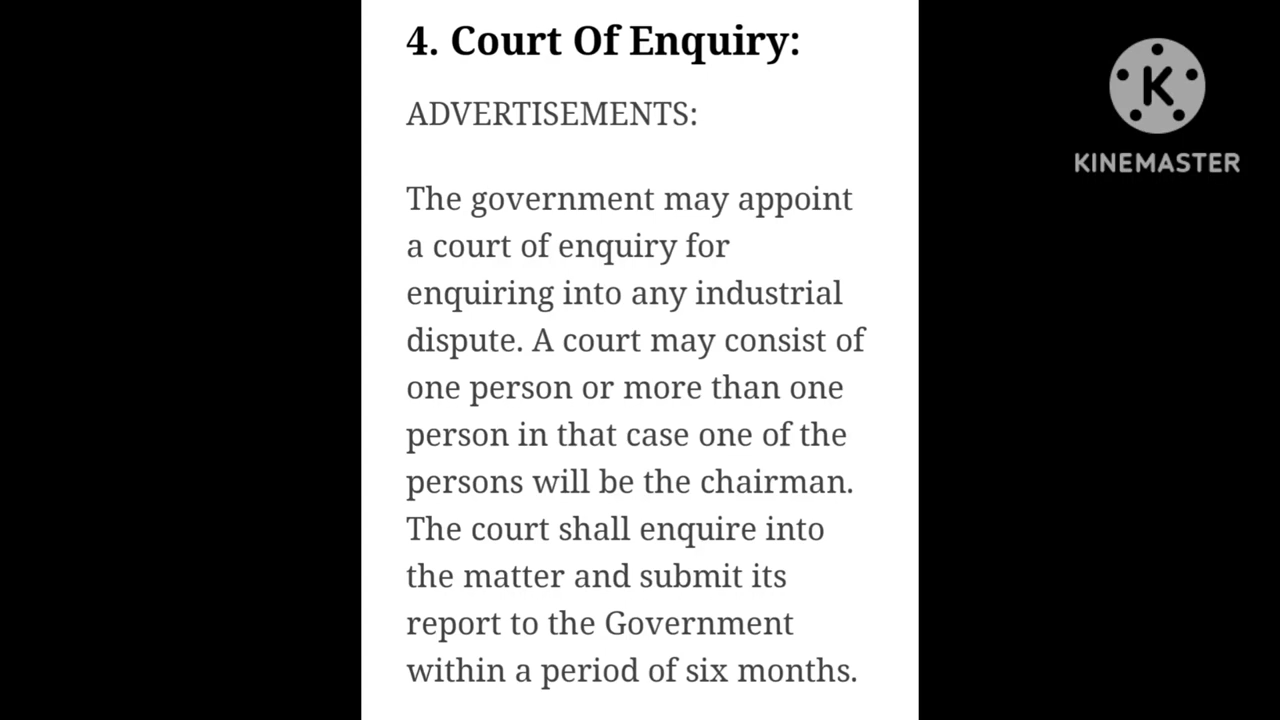 4. Court Of Enquiry:
ADVERTISEMENTS:
The government may appoint
a court of enquiry for
enquiring into any industrial
dispute. A court may consist of
one person or more than one
person in that case one of the
persons will be the chairman.
The court shall enquire into
the matter and submit its
report to the Government
within a period of six months.
K
KINEMASTER